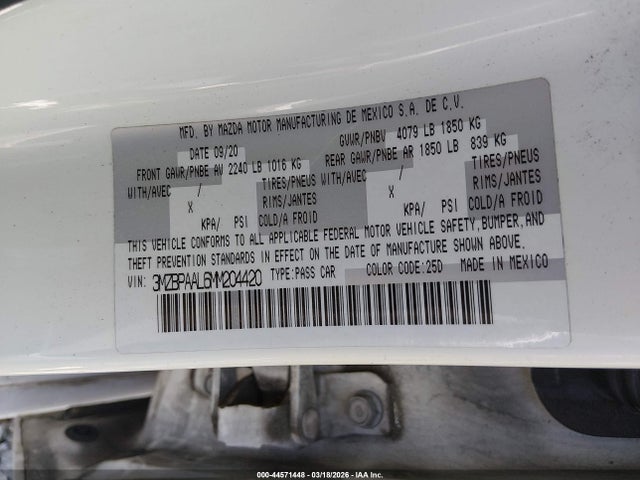 MFD. BY MAZDA MOTOR MANUFACTURING DE MEXICO S.A. DE C.V.
DATE 09/20 GVWR/PNBV 4079 LB 1850 KG
FRONT GAWR/PNBE AV 2240 LB 1016 KG REAR GAWR/PNBE AR 1850 LB 839 KG
WITH/AVEC / TIRES/PNEUS WITH/AVEC / TIRES/PNEUS
X RIMS/JANTES X RIMS/JANTES
KPA/ PSI COLD/A FROID KPA/ PSI COLD/A FROID
THIS VEHICLE CONFORMS TO ALL APPLICABLE FEDERAL MOTOR VEHICLE SAFETY, BUMPER, AND
THEFT PREVENTION STANDARDS IN EFFECT ON THE DATE OF MANUFACTURE SHOWN ABOVE.
VIN: 3MZBPAAL6MM204420 TYPE:PASS CAR COLOR CODE:25D MADE IN MEXICO
000-44571448 - 03/18/2026 - IAA Inc.